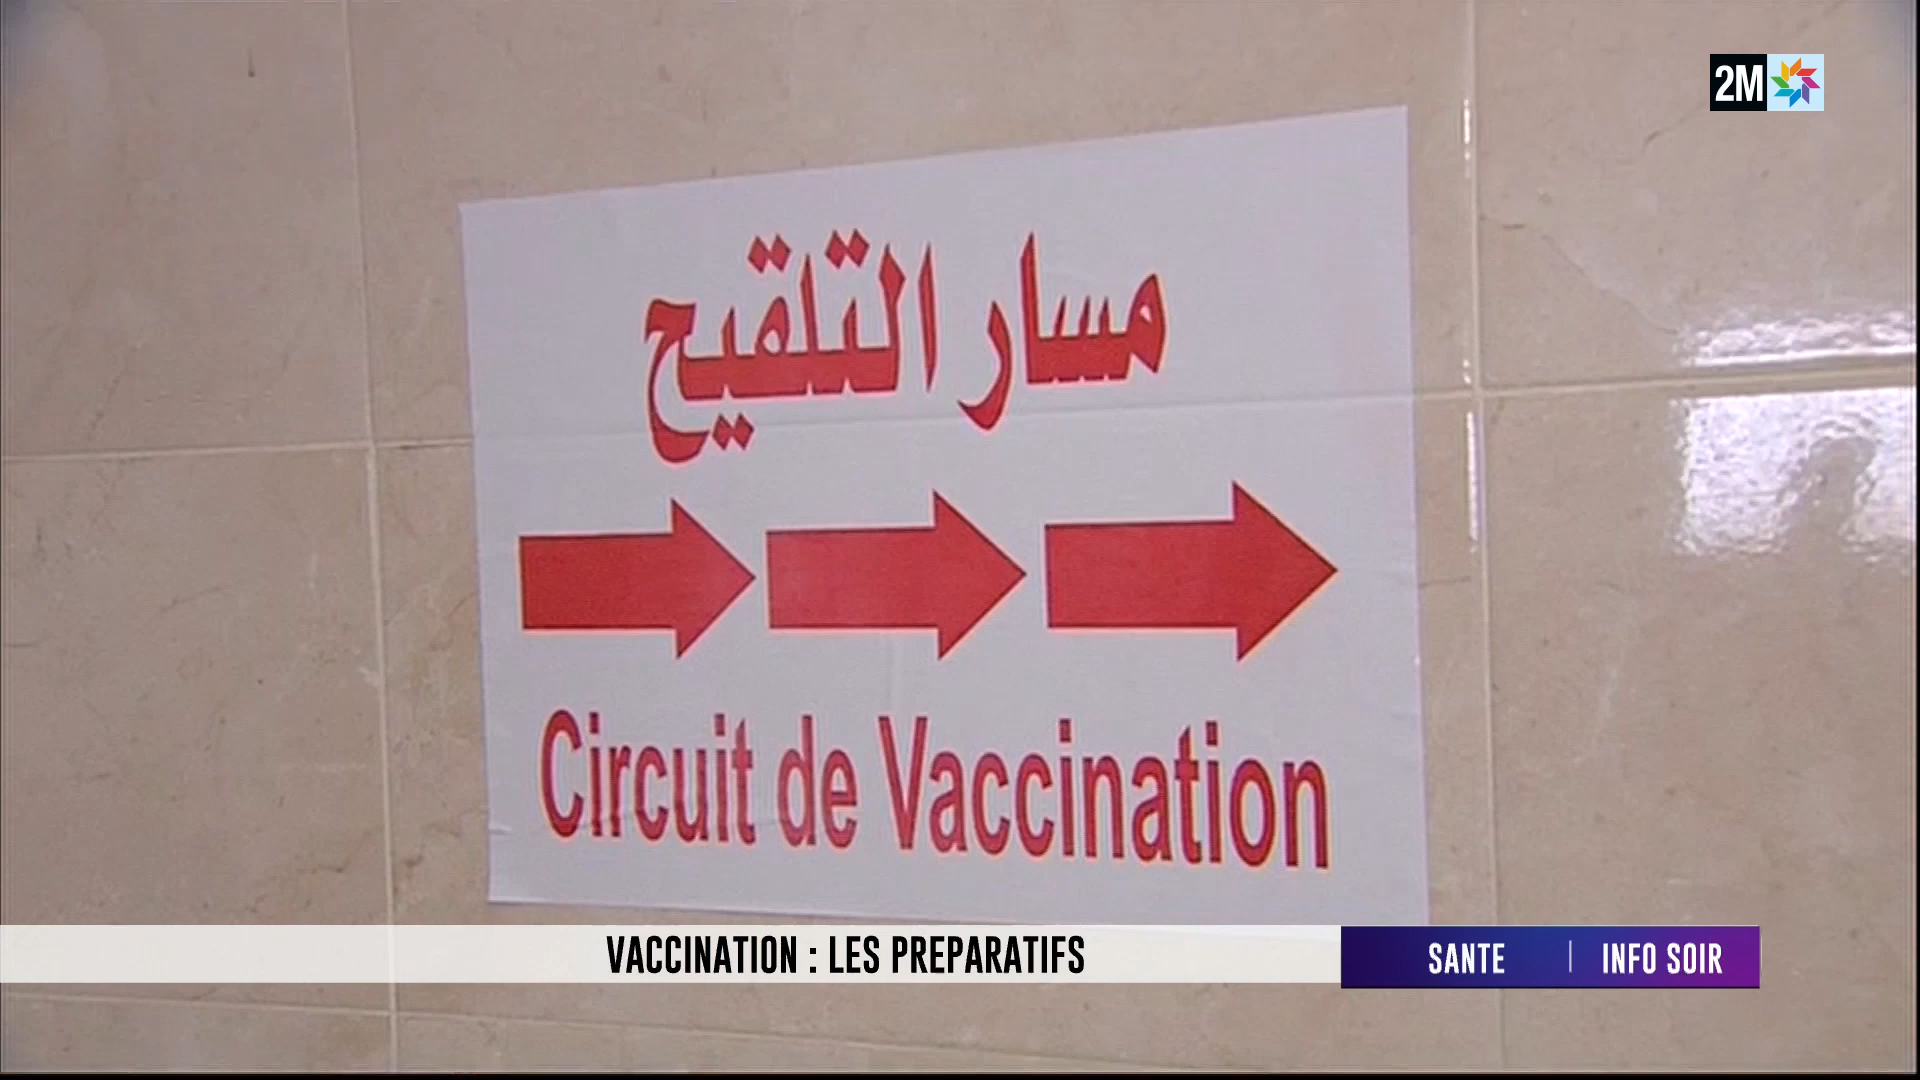 2M
مسار التلقيح
Circuit de Vaccination
VACCINATION : LES PREPARATIFS
SANTE | INFO SOIR